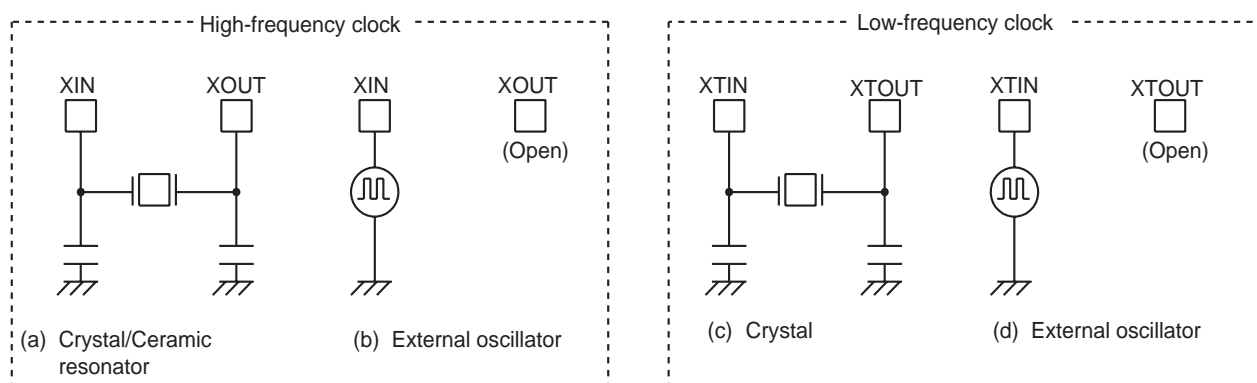 High-frequency clock
XIN XOUT XIN XOUT
(Open)
(a) Crystal/Ceramic
resonator
(b) External oscillator
Low-frequency clock
XTIN XTOUT XTIN XTOUT
(Open)
(c) Crystal
(d) External oscillator